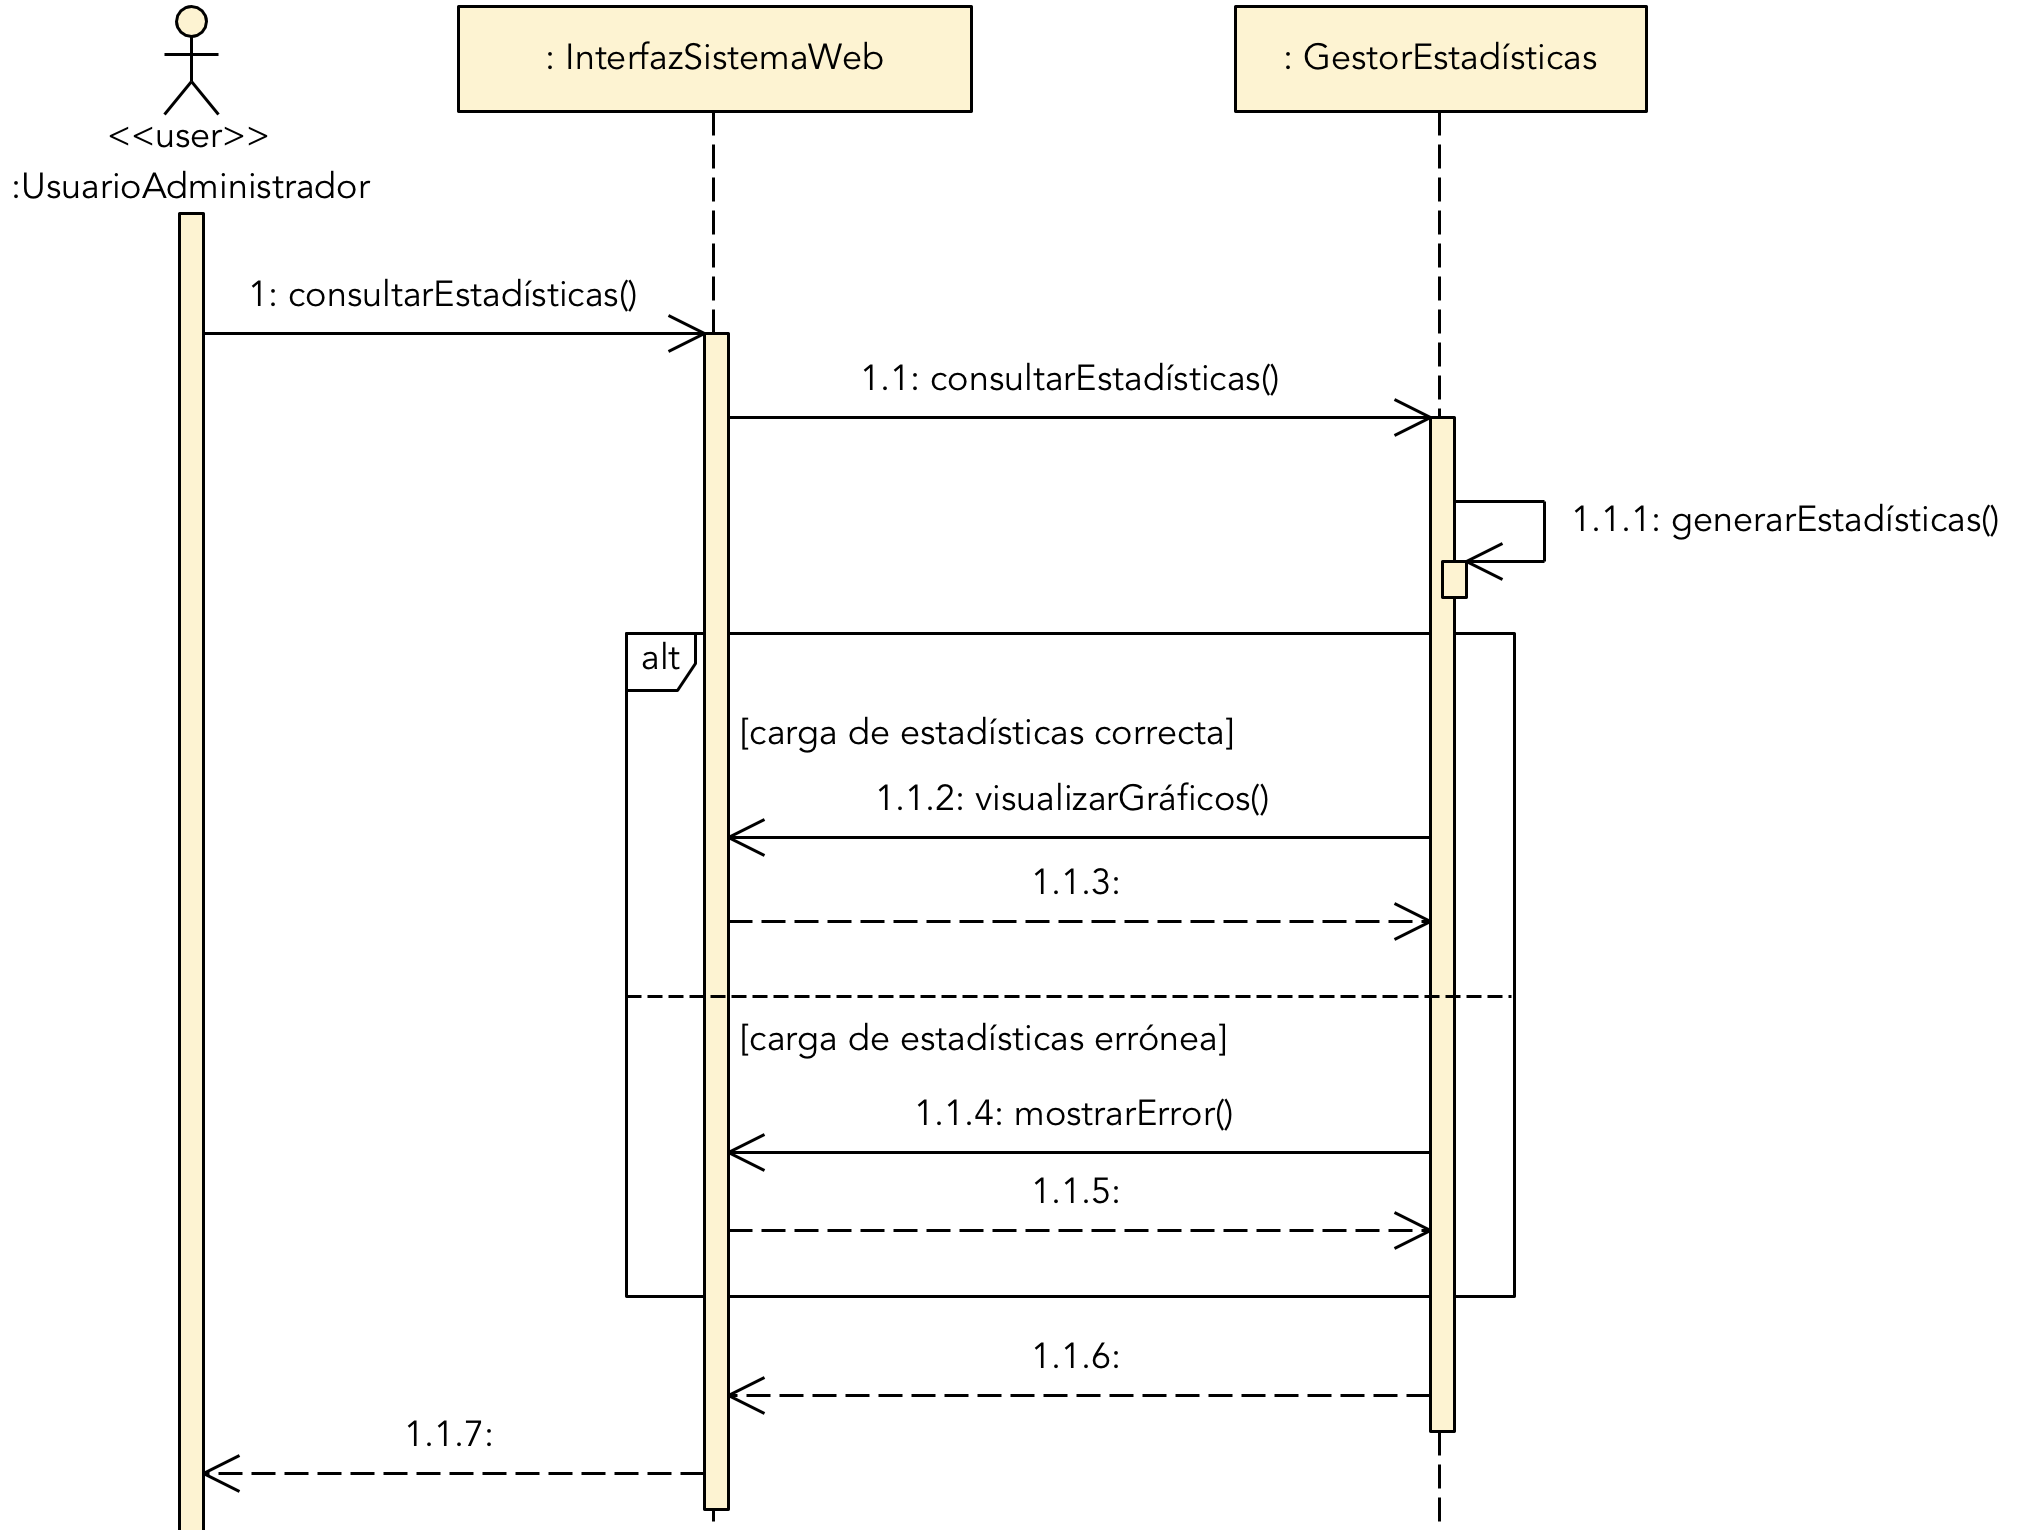 : InterfazSistemaWeb
: GestorEstadísticas
<<user>>
:UsuarioAdministrador
1: consultarEstadísticas()
1.1: consultarEstadísticas()
1.1.1: generarEstadísticas()
alt
[carga de estadísticas correcta]
1.1.2: visualizarGráficos()
1.1.3:
[carga de estadísticas errónea]
1.1.4: mostrarError()
1.1.5:
1.1.6:
1.1.7: